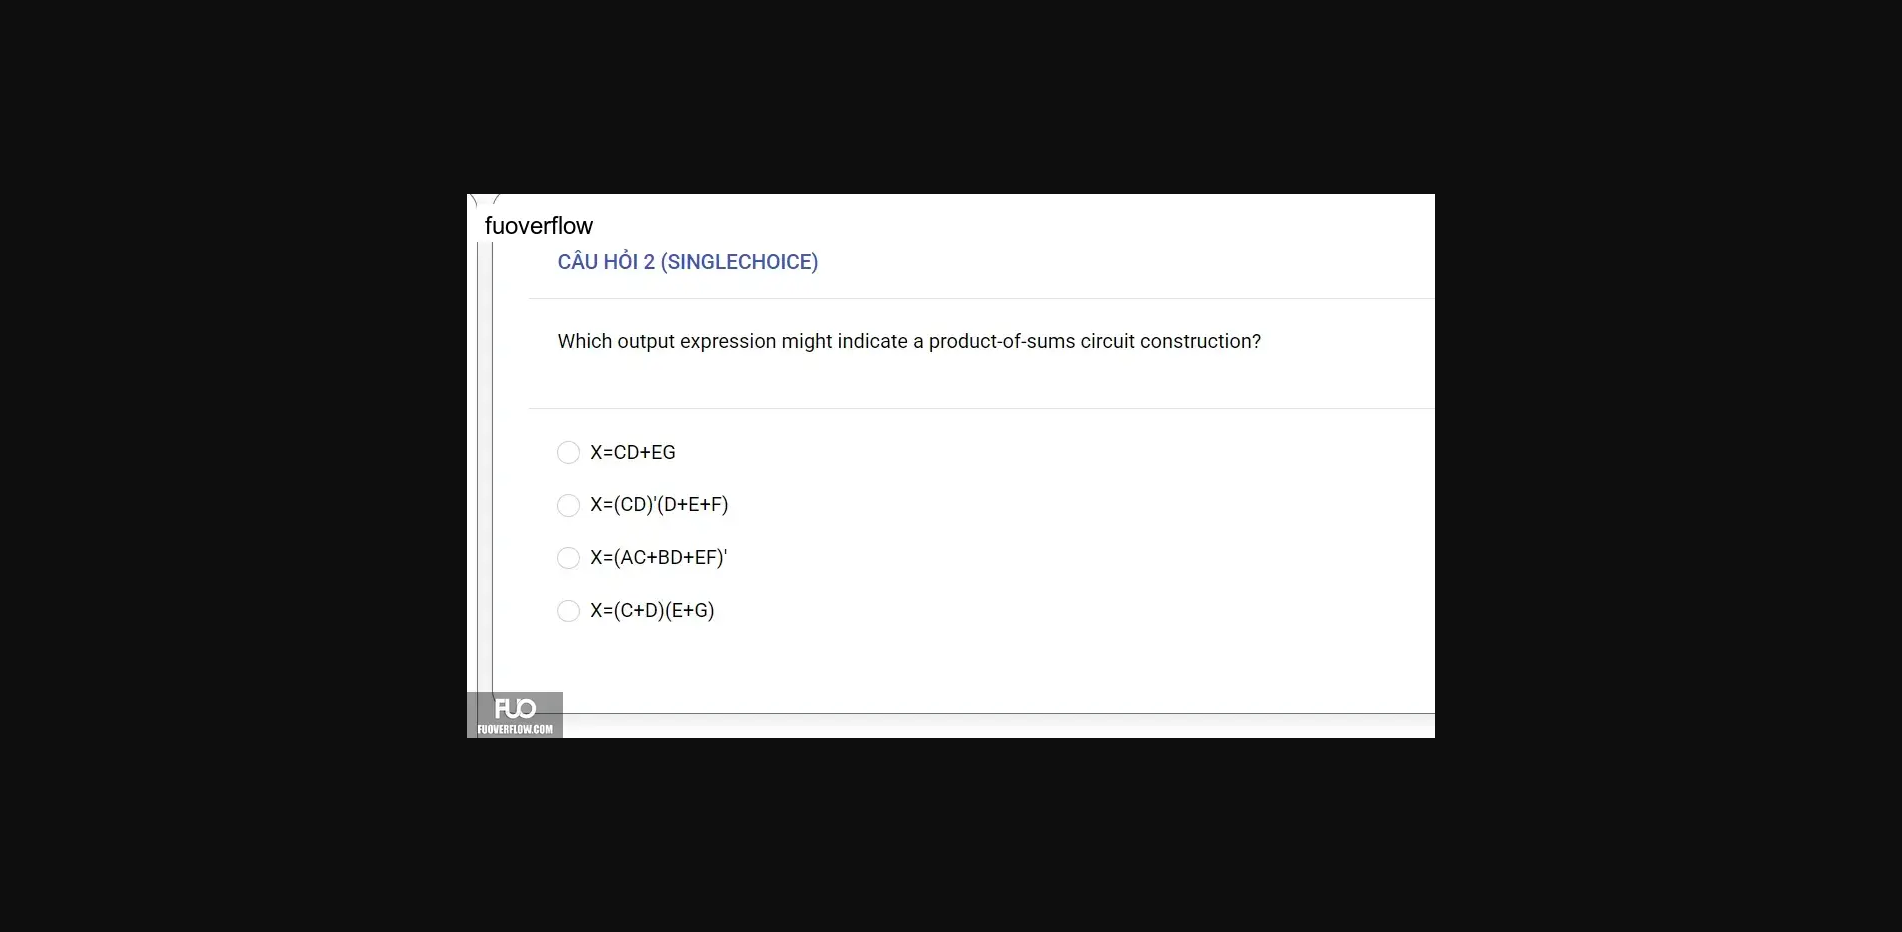 fuoverflow
CÂU HỎI 2 (SINGLECHOICE)
Which output expression might indicate a product-of-sums circuit construction?
X=CD+EG
X=(CD)'(D+E+F)
X=(AC+BD+EF)'
X=(C+D)(E+G)
FUO
FUOVERFLOW.COM